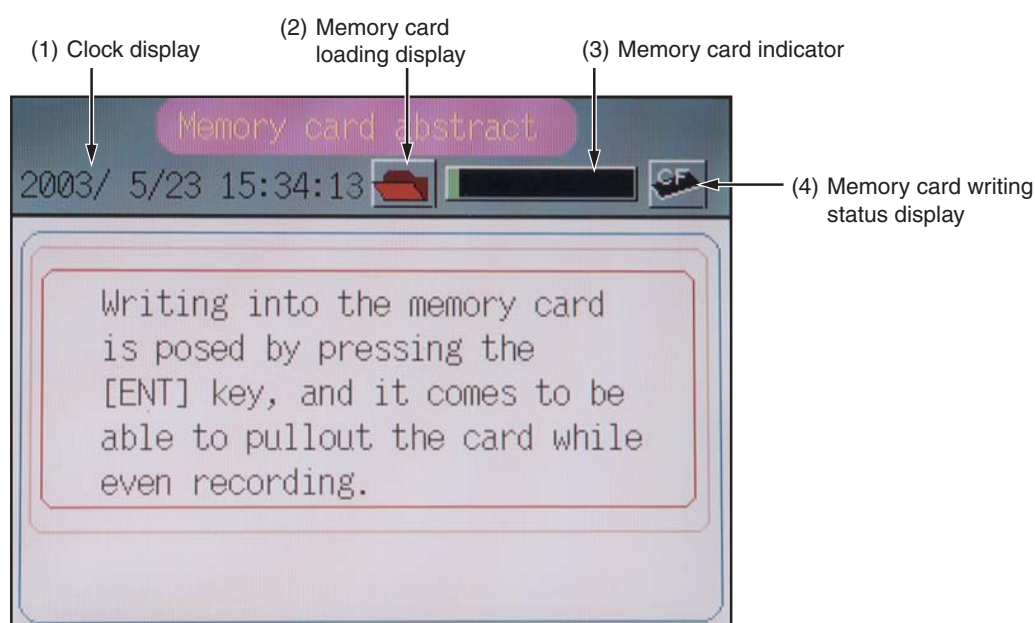 (1) Clock display
(2) Memory card
loading display
(3) Memory card indicator
Memory card abstract
2003/ 5/23 15:34:13
CF
(4) Memory card writing
status display
Writing into the memory card
is posed by pressing the
[ENT] key, and it comes to be
able to pullout the card while
even recording.